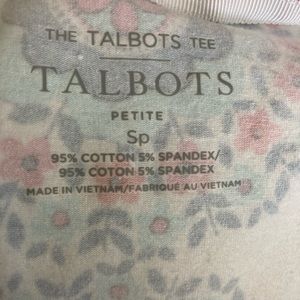 THE TALBOTS TEE
TALBOTS
PETITE
Sp
95% COTTON 5% SPANDEX/
95% COTTON 5% SPANDEX
MADE IN VIETNAM/FABRIQUÉ AU VIETNAM